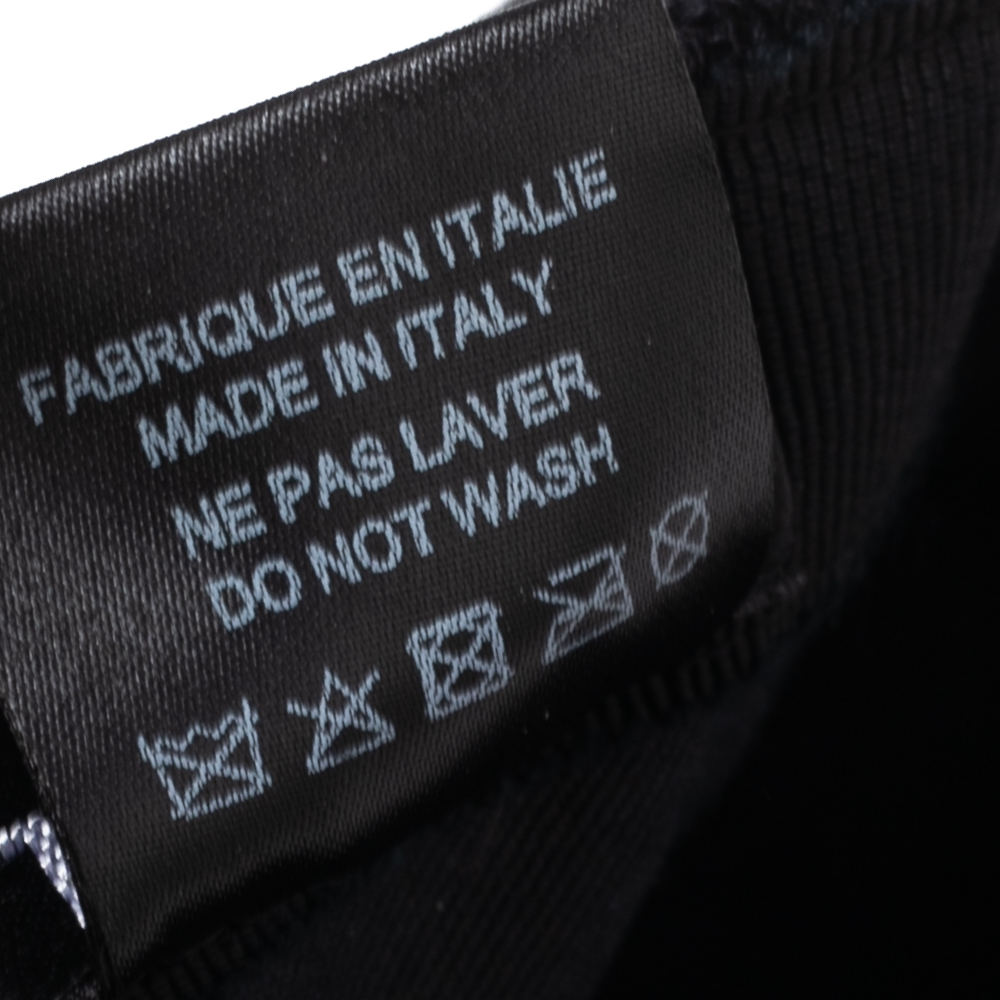 FABRIQUE EN ITALIE
MADE IN ITALY
NE PAS LAVER
DO NOT WASH